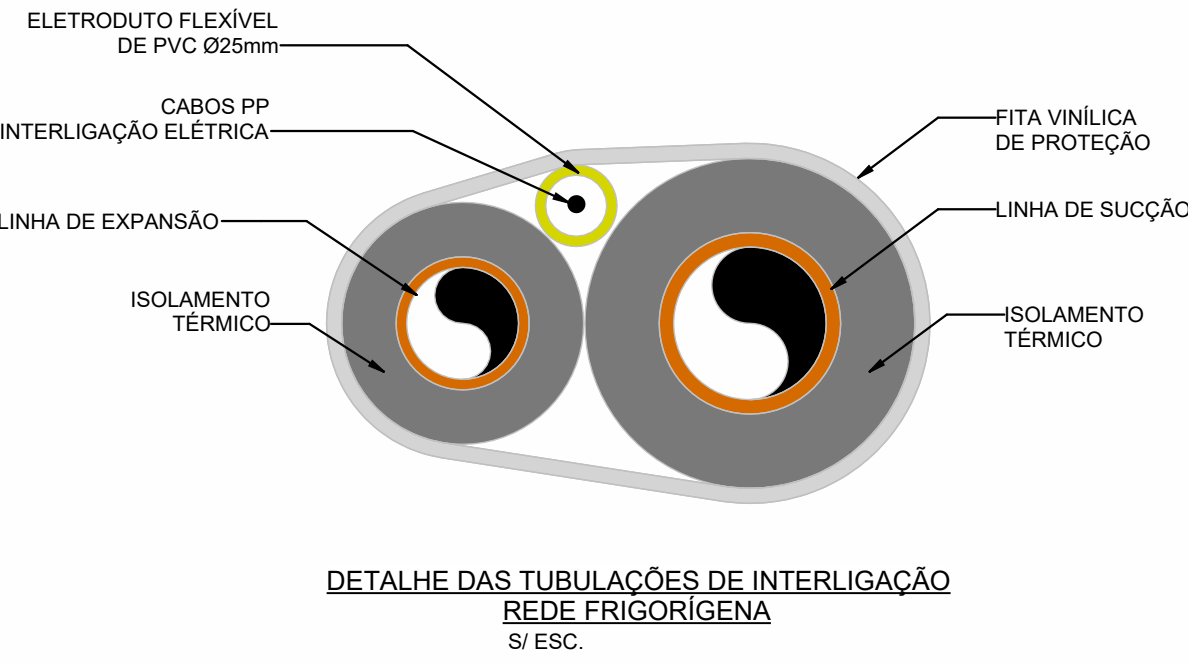 ELETRODUTO FLEXÍVEL
DE PVC Ø25mm
CABOS PP
INTERLIGAÇÃO ELÉTRICA
LINHA DE EXPANSÃO
ISOLAMENTO
TÉRMICO
FITA VINÍLICA
DE PROTEÇÃO
LINHA DE SUCÇÃO
ISOLAMENTO
TÉRMICO
DETALHE DAS TUBULAÇÕES DE INTERLIGAÇÃO
REDE FRIGORÍGENA
S/ ESC.